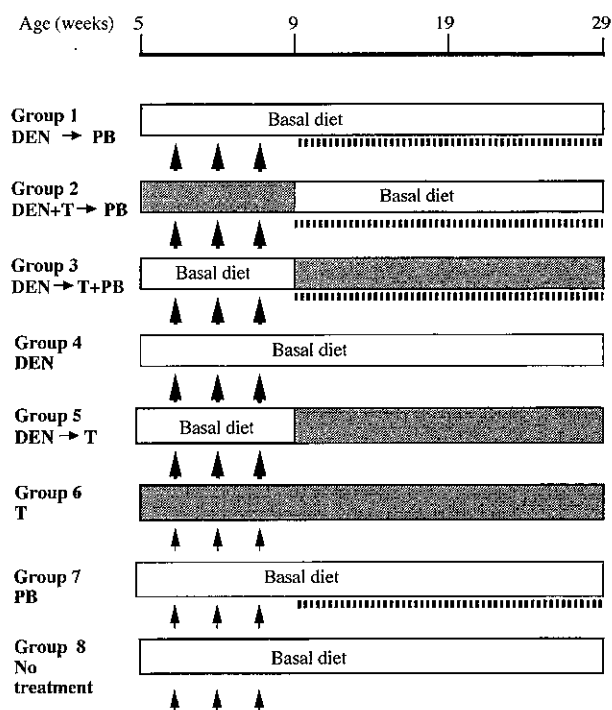 Age (weeks) 5 9 19 29
Group 1 Basal diet
DEN → PB
Group 2 Basal diet
DEN+T → PB
Group 3 Basal diet
DEN → T+PB
Group 4 Basal diet
DEN
Group 5 Basal diet
DEN → T
Group 6
T
Group 7 Basal diet
PB
Group 8 Basal diet
No
treatment